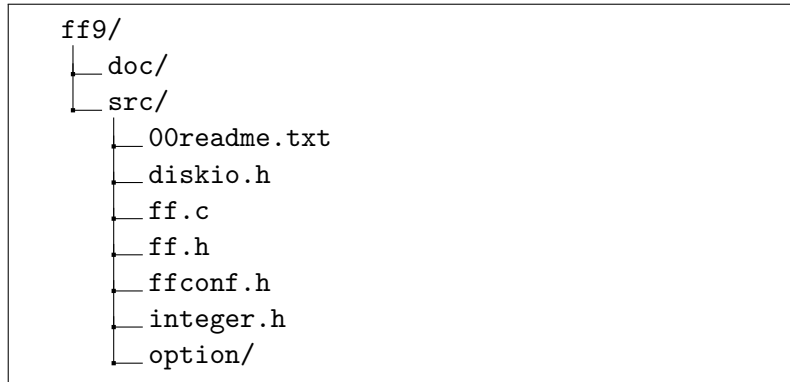 ff9/
doc/
src/
00readme.txt
diskio.h
ff.c
ff.h
ffconf.h
integer.h
option/